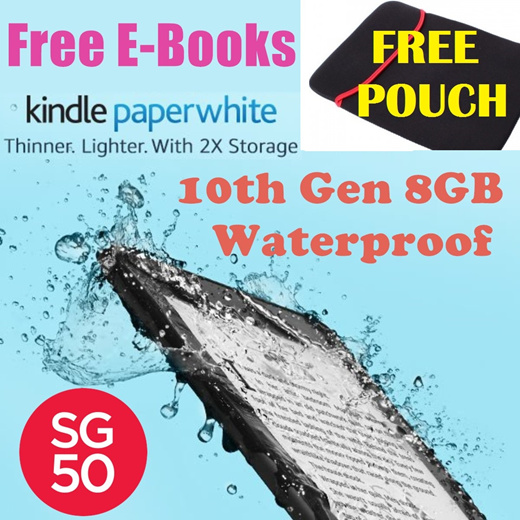 Free E-Books
FREE
POUCH
kindle paperwhite
Thinner. Lighter. With 2X Storage
10th Gen 8GB
Waterproof
SG
50